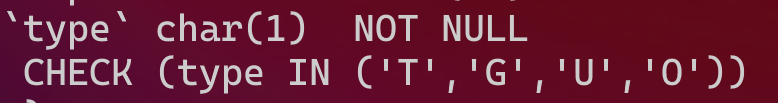 `type` char(1)  NOT NULL
CHECK (type IN ('T','G','U','O'))